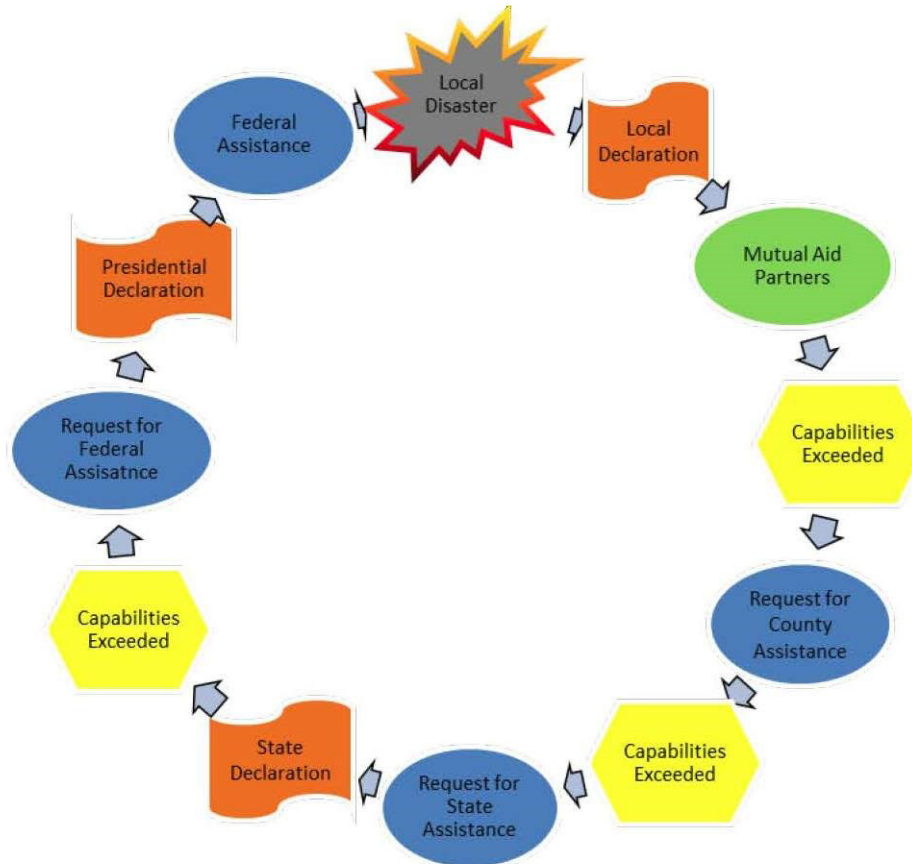 Local
Disaster
Local
Declaration
Mutual Aid
Partners
Capabilities
Exceeded
Request for
County
Assistance
Capabilities
Exceeded
Request for
State
Assistance
State
Declaration
Capabilities
Exceeded
Request for
Federal
Assisatnce
Presidential
Declaration
Federal
Assistance